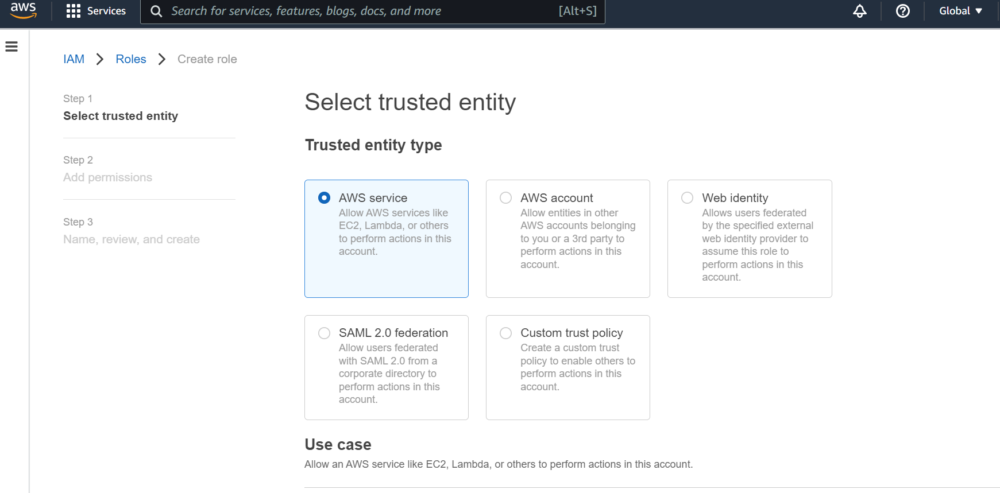 aws
Services
Search for services, features, blogs, docs, and more
[Alt+S]
Global
IAM
Roles
Create role
Step 1
Select trusted entity
Step 2
Add permissions
Step 3
Name, review, and create
Select trusted entity
Trusted entity type
AWS service
Allow AWS services like
EC2, Lambda, or others
to perform actions in this
account.
AWS account
Allow entities in other
AWS accounts belonging
to you or a 3rd party to
perform actions in this
account.
Web identity
Allows users federated
by the specified external
web identity provider to
assume this role to
perform actions in this
account.
SAML 2.0 federation
Allow users federated
with SAML 2.0 from a
corporate directory to
perform actions in this
account.
Custom trust policy
Create a custom trust
policy to enable others to
perform actions in this
account.
Use case
Allow an AWS service like EC2, Lambda, or others to perform actions in this account.